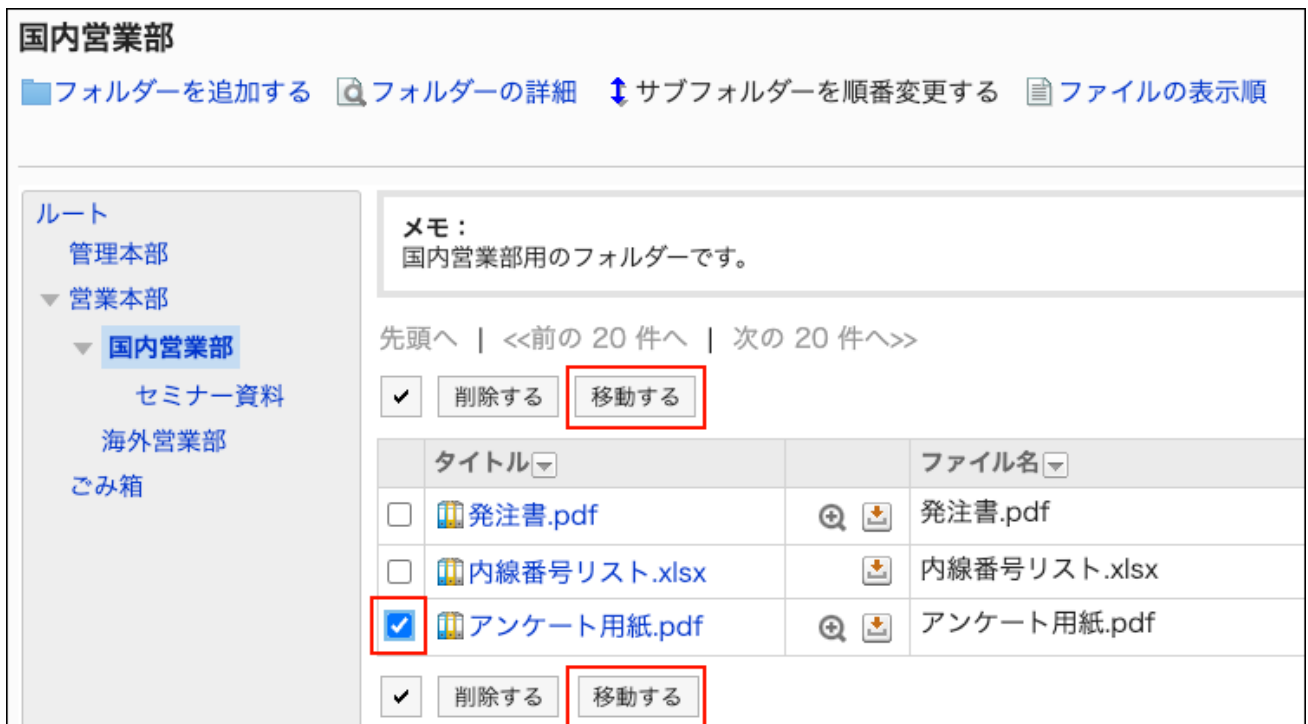 国内営業部
フォルダーを追加する フォルダーの詳細 サブフォルダーを順番変更する ファイルの表示順
ルート
管理本部
営業本部
国内営業部
セミナー資料
海外営業部
ごみ箱
メモ：
国内営業部用のフォルダーです。
先頭へ | <<前の 20 件へ | 次の 20 件へ>>
削除する 移動する
タイトル ファイル名
発注書.pdf 発注書.pdf
内線番号リスト.xlsx 内線番号リスト.xlsx
アンケート用紙.pdf アンケート用紙.pdf
削除する 移動する